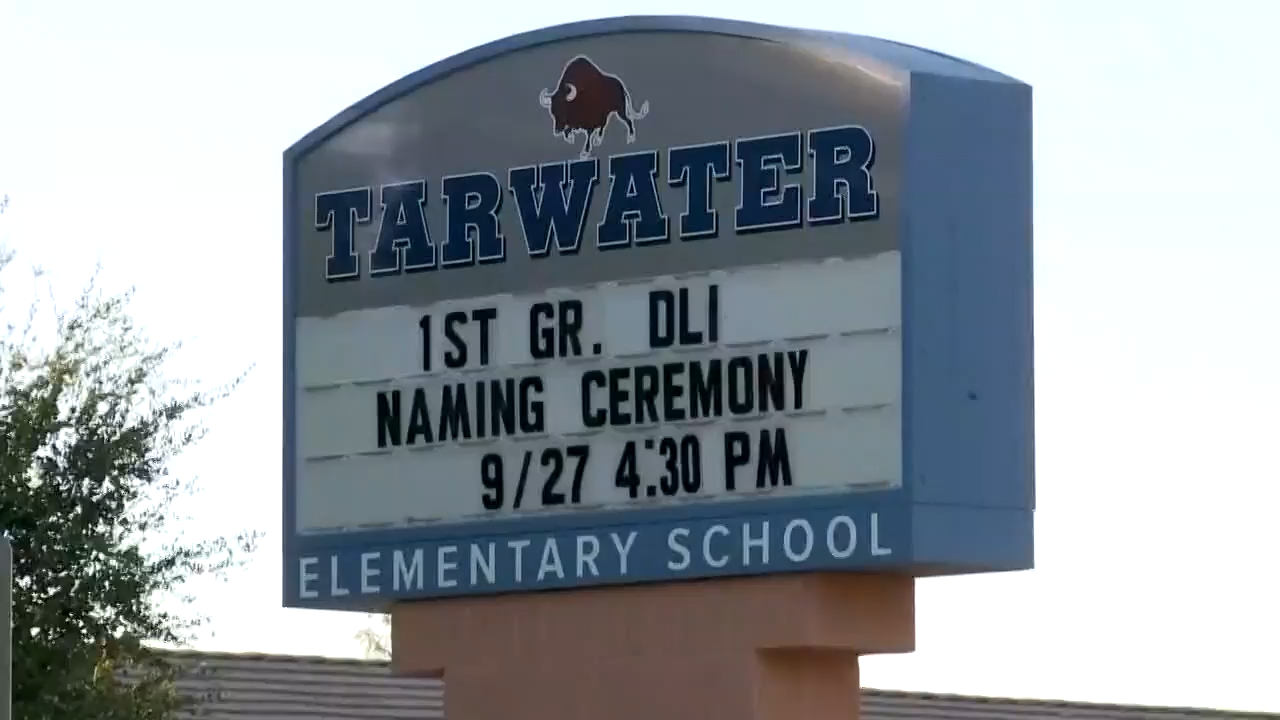 TARWATER
1ST GR. DLI
NAMING CEREMONY
9/27 4:30 PM
ELEMENTARY SCHOOL